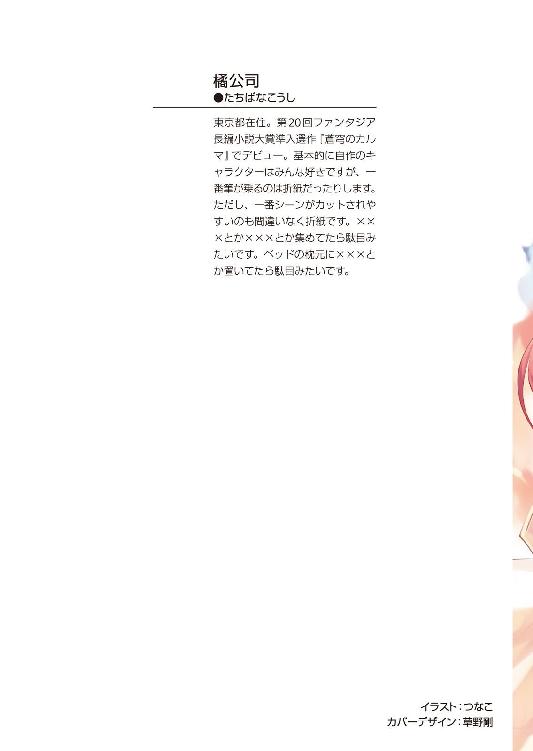 橘公司
●たちばなこうし
東京都在住。第20回ファンタジア
長編小説大賞準入選作『蒼穹のカル
マ』でデビュー。基本的に自作のキ
ャラクターはみんな好きですが、一
番筆が乗るのは折紙だったりします。
ただし、一番シーンがカットされや
すいのも間違いなく折紙です。××
×とか×××とか集めてたら駄目み
たいです。ベッドの枕元に×××と
か置いてたら駄目みたいです。
イラスト:つなこ
カバーデザイン:草野剛